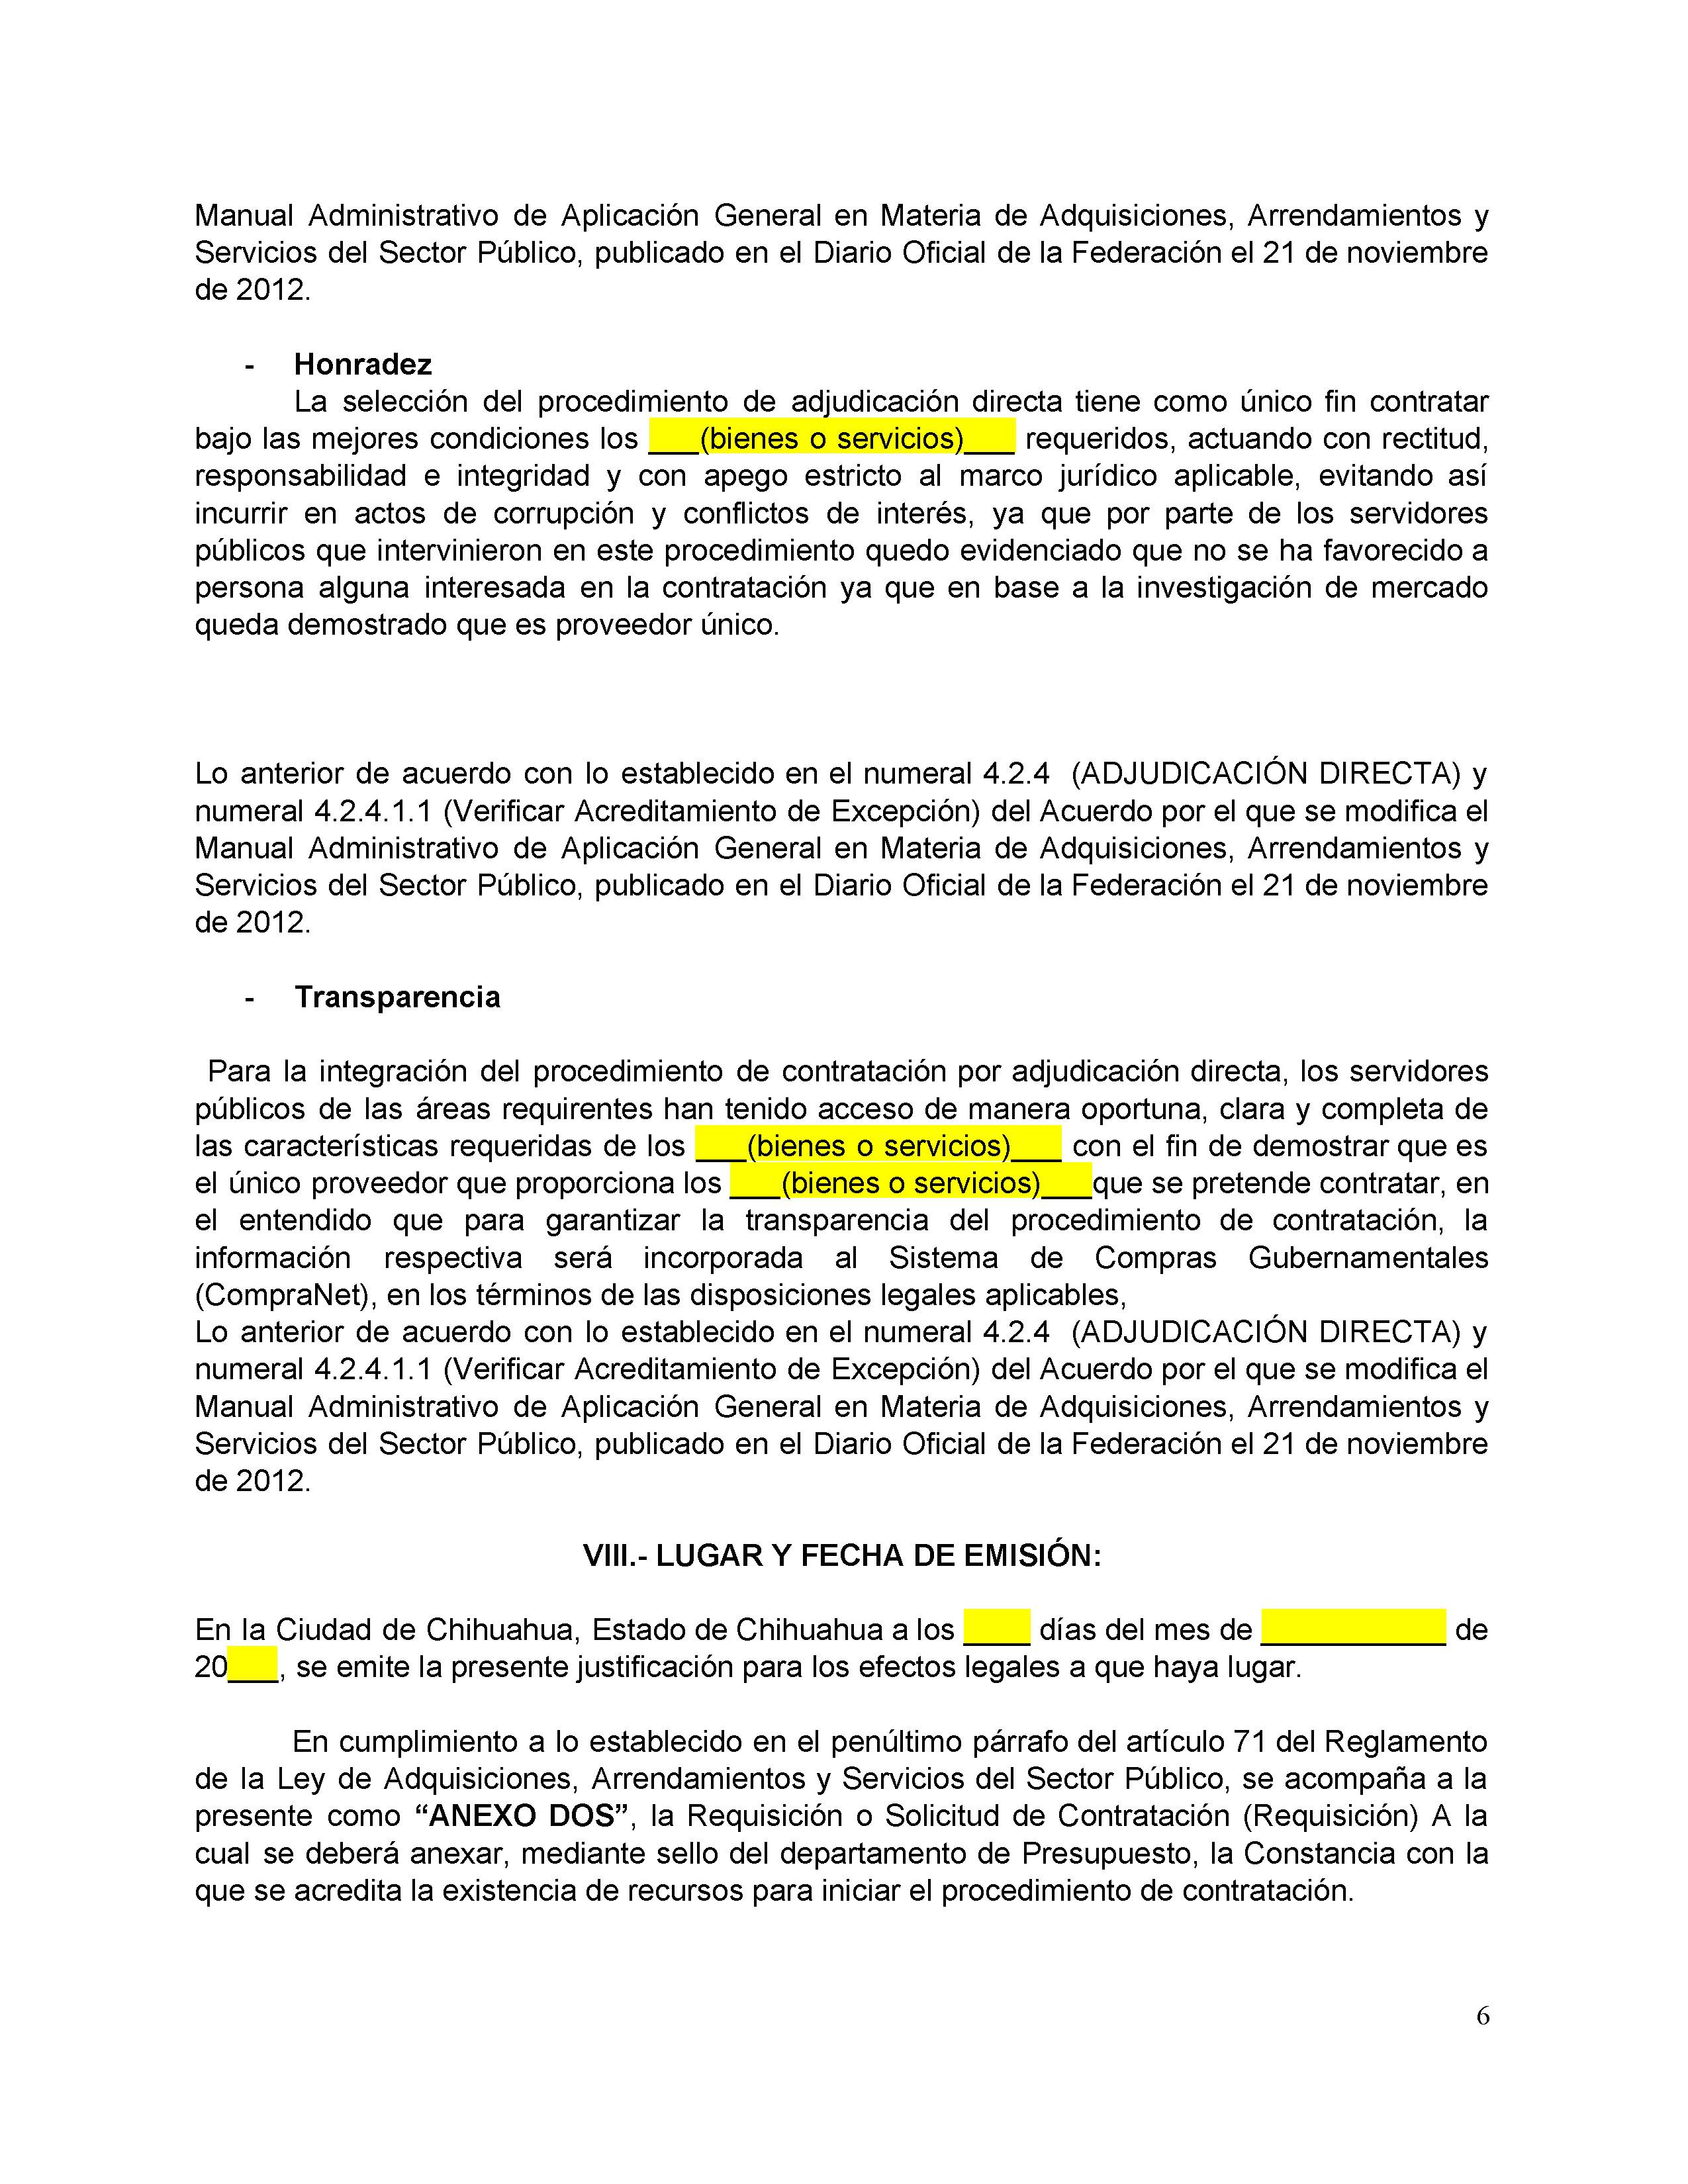 Manual Administrativo de Aplicación General en Materia de Adquisiciones, Arrendamientos y
Servicios del Sector Público, publicado en el Diario Oficial de la Federación el 21 de noviembre
de 2012.
- Honradez
La selección del procedimiento de adjudicación directa tiene como único fin contratar
bajo las mejores condiciones los ___(bienes o servicios)___ requeridos, actuando con rectitud,
responsabilidad e integridad y con apego estricto al marco jurídico aplicable, evitando así
incurrir en actos de corrupción y conflictos de interés, ya que por parte de los servidores
públicos que intervinieron en este procedimiento quedo evidenciado que no se ha favorecido a
persona alguna interesada en la contratación ya que en base a la investigación de mercado
queda demostrado que es proveedor único.
Lo anterior de acuerdo con lo establecido en el numeral 4.2.4 (ADJUDICACIÓN DIRECTA) y
numeral 4.2.4.1.1 (Verificar Acreditamiento de Excepción) del Acuerdo por el que se modifica el
Manual Administrativo de Aplicación General en Materia de Adquisiciones, Arrendamientos y
Servicios del Sector Público, publicado en el Diario Oficial de la Federación el 21 de noviembre
de 2012.
- Transparencia
Para la integración del procedimiento de contratación por adjudicación directa, los servidores
públicos de las áreas requirentes han tenido acceso de manera oportuna, clara y completa de
las características requeridas de los ___(bienes o servicios)___ con el fin de demostrar que es
el único proveedor que proporciona los ___(bienes o servicios)___que se pretende contratar, en
el entendido que para garantizar la transparencia del procedimiento de contratación, la
información respectiva será incorporada al Sistema de Compras Gubernamentales
(CompraNet), en los términos de las disposiciones legales aplicables,
Lo anterior de acuerdo con lo establecido en el numeral 4.2.4 (ADJUDICACIÓN DIRECTA) y
numeral 4.2.4.1.1 (Verificar Acreditamiento de Excepción) del Acuerdo por el que se modifica el
Manual Administrativo de Aplicación General en Materia de Adquisiciones, Arrendamientos y
Servicios del Sector Público, publicado en el Diario Oficial de la Federación el 21 de noviembre
de 2012.
VIII.- LUGAR Y FECHA DE EMISIÓN:
En la Ciudad de Chihuahua, Estado de Chihuahua a los ____ días del mes de ___________ de
20___, se emite la presente justificación para los efectos legales a que haya lugar.
En cumplimiento a lo establecido en el penúltimo párrafo del artículo 71 del Reglamento
de la Ley de Adquisiciones, Arrendamientos y Servicios del Sector Público, se acompaña a la
presente como “ANEXO DOS”, la Requisición o Solicitud de Contratación (Requisición) A la
cual se deberá anexar, mediante sello del departamento de Presupuesto, la Constancia con la
que se acredita la existencia de recursos para iniciar el procedimiento de contratación.
6